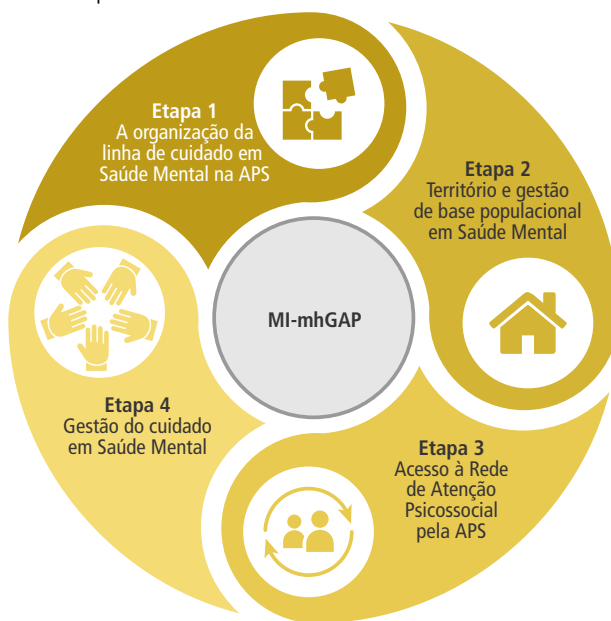 Etapa 1
A organização da
linha de cuidado em
Saúde Mental na APS
Etapa 2
Território e gestão
de base populacional
em Saúde Mental
MI-mhGAP
Etapa 3
Acesso à Rede
de Atenção
Psicossocial
pela APS
Etapa 4
Gestão do cuidado
em Saúde Mental